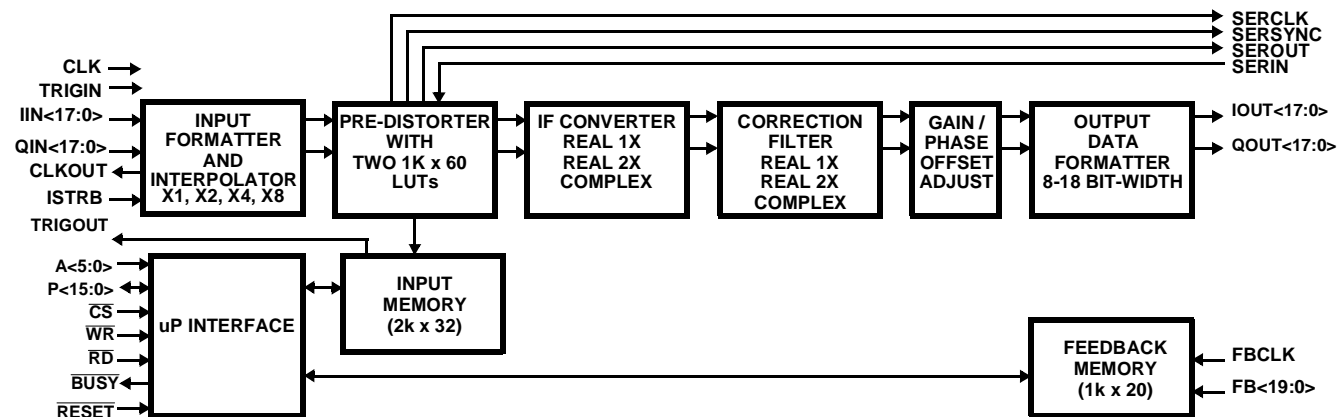 SERCLK
SERSYNC
SEROUT
SERIN
CLK
TRIGIN
IIN<17:0>
QIN<17:0>
CLKOUT
ISTRB
TRIGOUT
INPUT
FORMATTER
AND
INTERPOLATOR
X1, X2, X4, X8
PRE-DISTORTER
WITH
TWO 1K x 60
LUTs
IF CONVERTER
REAL 1X
REAL 2X
COMPLEX
CORRECTION
FILTER
REAL 1X
REAL 2X
COMPLEX
GAIN /
PHASE
OFFSET
ADJUST
OUTPUT
DATA
FORMATTER
8-18 BIT-WIDTH
IOUT<17:0>
QOUT<17:0>
A<5:0>
P<15:0>
CS
WR
RD
BUSY
RESET
uP INTERFACE
INPUT
MEMORY
(2k x 32)
FEEDBACK
MEMORY
(1k x 20)
FBCLK
FB<19:0>